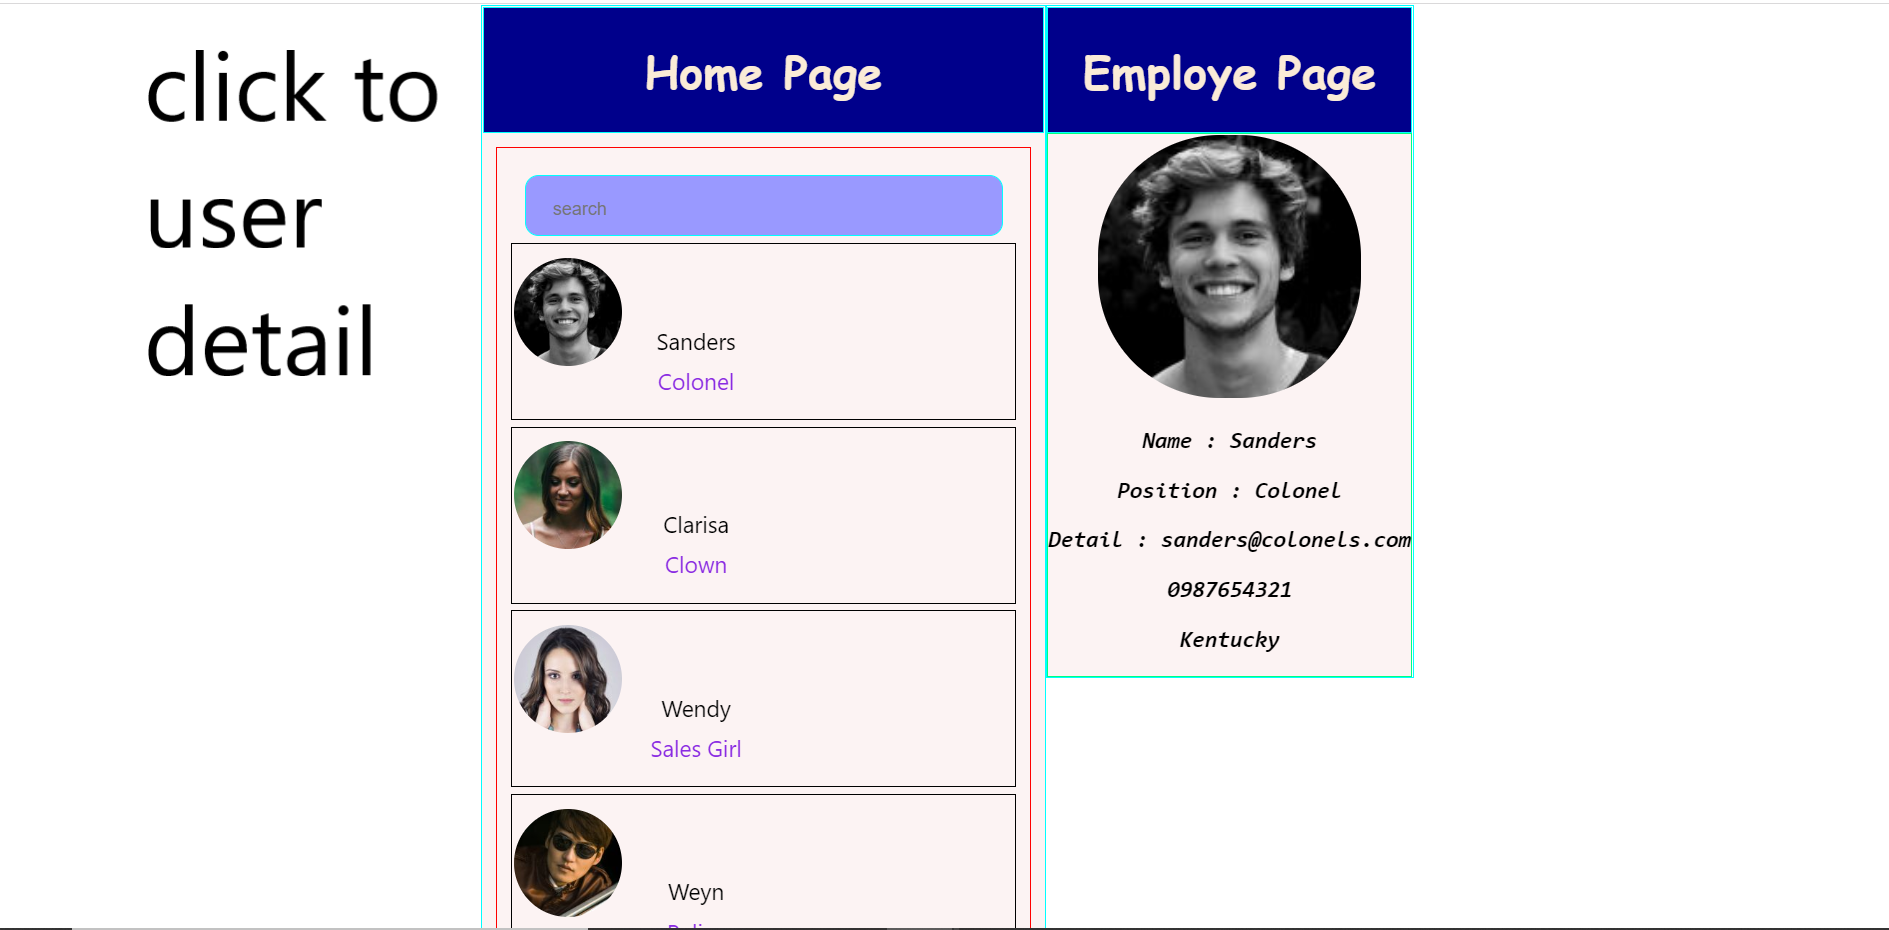 click to
user
detail
Home Page
search
Sanders
Colonel
Clarisa
Clown
Wendy
Sales Girl
Weyn
Employe Page
Name : Sanders
Position : Colonel
Detail : sanders@colonels.com
0987654321
Kentucky